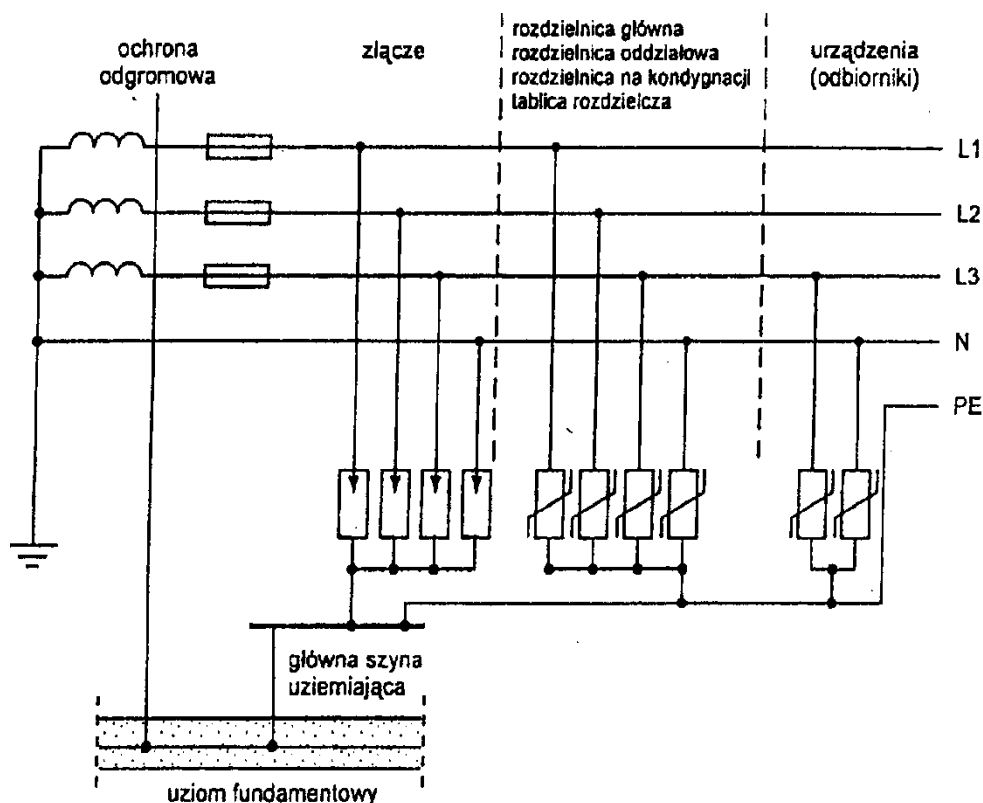 ochrona
odgromowa
złącze
rozdzielnica główna
rozdzielnica oddziałowa
rozdzielnica na kondygnacji
tablica rozdzielcza
urządzenia
(odbiorniki)
L1
L2
L3
N
PE
główna szyna
uziemiająca
uziom fundamentowy